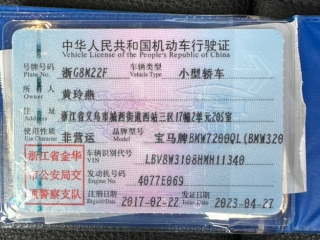 中华人民共和国机动车行驶证
Vehicle License of the People's Republic of China
号牌号码 浙G8M22F 车辆类型 小型轿车
Plate No. Vehicle Type
所有人 黄玲燕
Owner
住址 浙江省义乌市城西街道西站三区17幢2单元205室
Address
使用性质 非营运 品牌型号 宝马牌BMW7200QL(BMW320
Use Character Model
浙江省金华
市公安局交
通警察支队
车辆识别代号 LBV8W3108HMH11340
VIN
发动机号码 4077E069
Engine No.
注册日期 2017-02-22 发证日期 2023-04-27
Register Date Issue Date